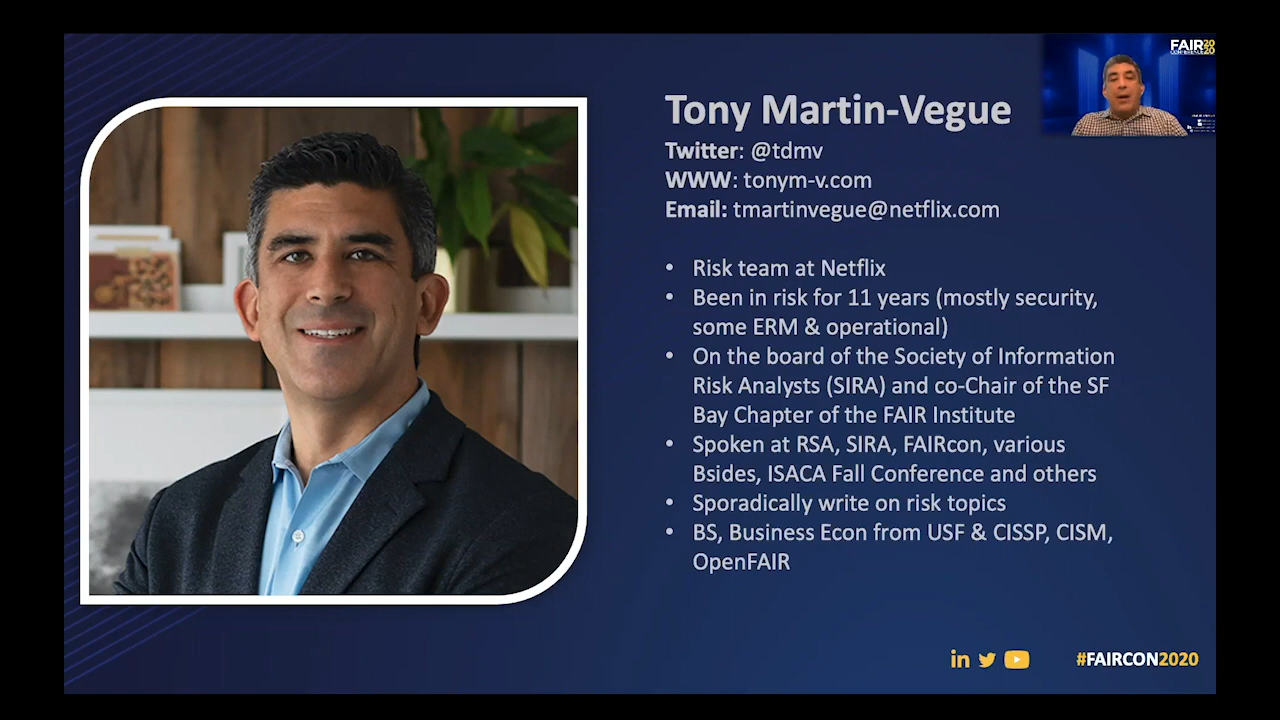 FAIR 2020
CONFERENCE
Tony Martin-Vegue
Twitter: @tdmv
WWW: tonym-v.com
Email: tmartinvegue@netflix.com
• Risk team at Netflix
• Been in risk for 11 years (mostly security,
some ERM & operational)
• On the board of the Society of Information
Risk Analysts (SIRA) and co-Chair of the SF
Bay Chapter of the FAIR Institute
• Spoken at RSA, SIRA, FAIRcon, various
Bsides, ISACA Fall Conference and others
• Sporadically write on risk topics
• BS, Business Econ from USF & CISSP, CISM,
OpenFAIR
in
#FAIRCON2020